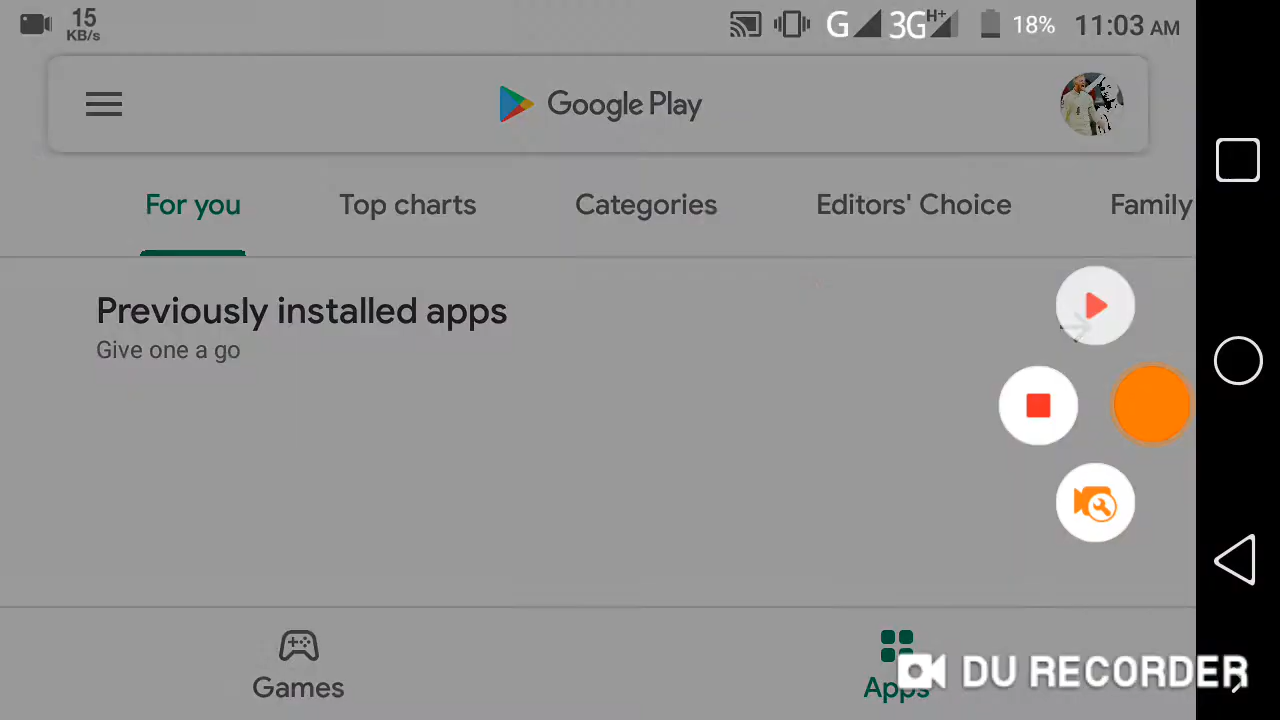 15
KB/s
G 3G H+ 18% 11:03 AM
Google Play
For you Top charts Categories Editors' Choice Family
Previously installed apps
Give one a go
Games
Apps
DU RECORDER